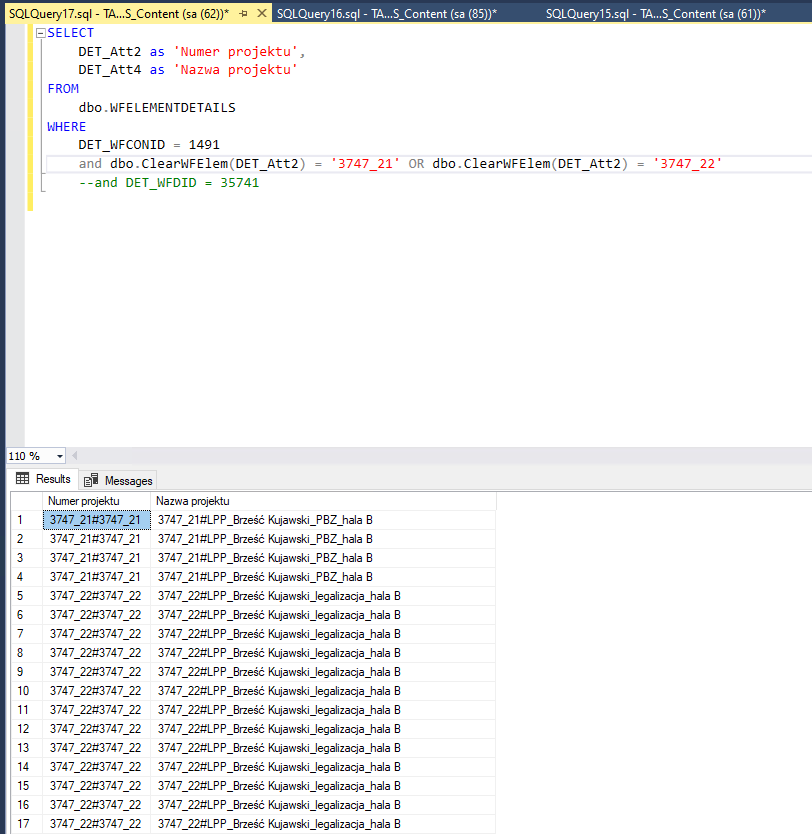 SQLQuery17.sql - TA...S_Content (sa (62))* SQLQuery16.sql - TA...S_Content (sa (85))* SQLQuery15.sql - TA...S_Content (sa (61))*
SELECT
DET_Att2 as 'Numer projektu',
DET_Att4 as 'Nazwa projektu'
FROM
dbo.WFELEMENTDETAILS
WHERE
DET_WFCONID = 1491
and dbo.ClearWFElem(DET_Att2) = '3747_21' OR dbo.ClearWFElem(DET_Att2) = '3747_22'
--and DET_WFDID = 35741
110 %
Results Messages
Numer projektu Nazwa projektu
1 3747_21#3747_21 3747_21#LPP_Brześć Kujawski_PBZ_hala B
2 3747_21#3747_21 3747_21#LPP_Brześć Kujawski_PBZ_hala B
3 3747_21#3747_21 3747_21#LPP_Brześć Kujawski_PBZ_hala B
4 3747_21#3747_21 3747_21#LPP_Brześć Kujawski_PBZ_hala B
5 3747_22#3747_22 3747_22#LPP_Brześć Kujawski_legalizacja_hala B
6 3747_22#3747_22 3747_22#LPP_Brześć Kujawski_legalizacja_hala B
7 3747_22#3747_22 3747_22#LPP_Brześć Kujawski_legalizacja_hala B
8 3747_22#3747_22 3747_22#LPP_Brześć Kujawski_legalizacja_hala B
9 3747_22#3747_22 3747_22#LPP_Brześć Kujawski_legalizacja_hala B
10 3747_22#3747_22 3747_22#LPP_Brześć Kujawski_legalizacja_hala B
11 3747_22#3747_22 3747_22#LPP_Brześć Kujawski_legalizacja_hala B
12 3747_22#3747_22 3747_22#LPP_Brześć Kujawski_legalizacja_hala B
13 3747_22#3747_22 3747_22#LPP_Brześć Kujawski_legalizacja_hala B
14 3747_22#3747_22 3747_22#LPP_Brześć Kujawski_legalizacja_hala B
15 3747_22#3747_22 3747_22#LPP_Brześć Kujawski_legalizacja_hala B
16 3747_22#3747_22 3747_22#LPP_Brześć Kujawski_legalizacja_hala B
17 3747_22#3747_22 3747_22#LPP_Brześć Kujawski_legalizacja_hala B